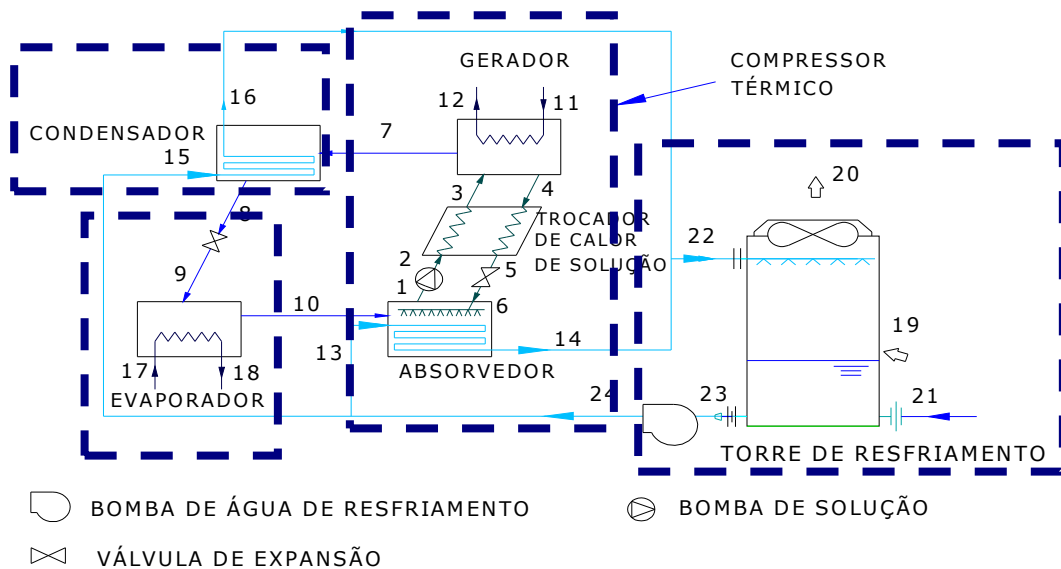 GERADOR
COMPRESSOR
TÉRMICO
16
12
11
CONDENSADOR
7
15
20
3
4
8
TROCADOR
DE CALOR
DE SOLUÇÃO
22
2
5
9
1
10
6
19
13
14
17
18
ABSORVEDOR
EVAPORADOR
24
23
21
TORRE DE RESFRIAMENTO
BOMBA DE ÁGUA DE RESFRIAMENTO
BOMBA DE SOLUÇÃO
VÁLVULA DE EXPANSÃO